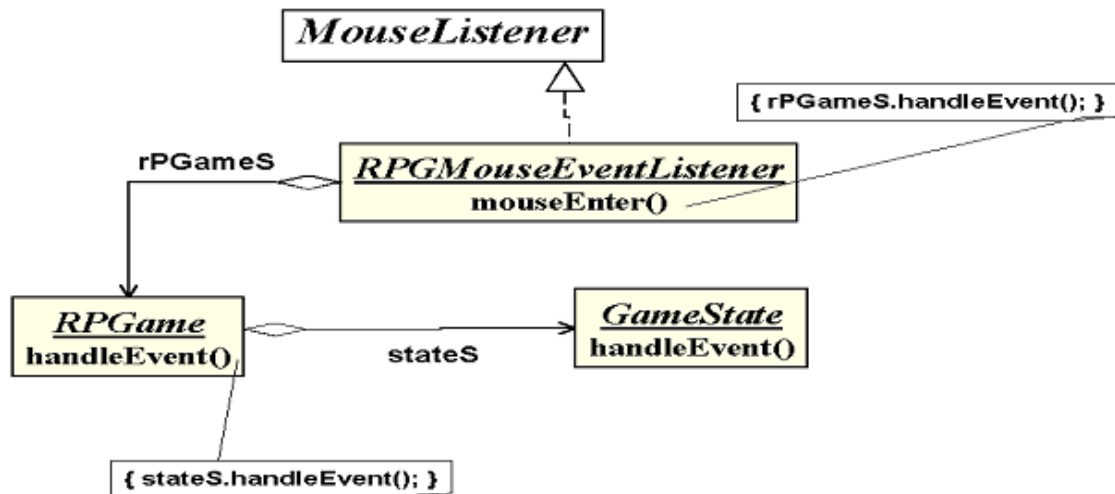 MouseListener
{ rPGameS.handleEvent(); }
rPGameS
RPGMouseEventListener
mouseEnter()
RPGame
handleEvent()
stateS
GameState
handleEvent()
{ stateS.handleEvent(); }